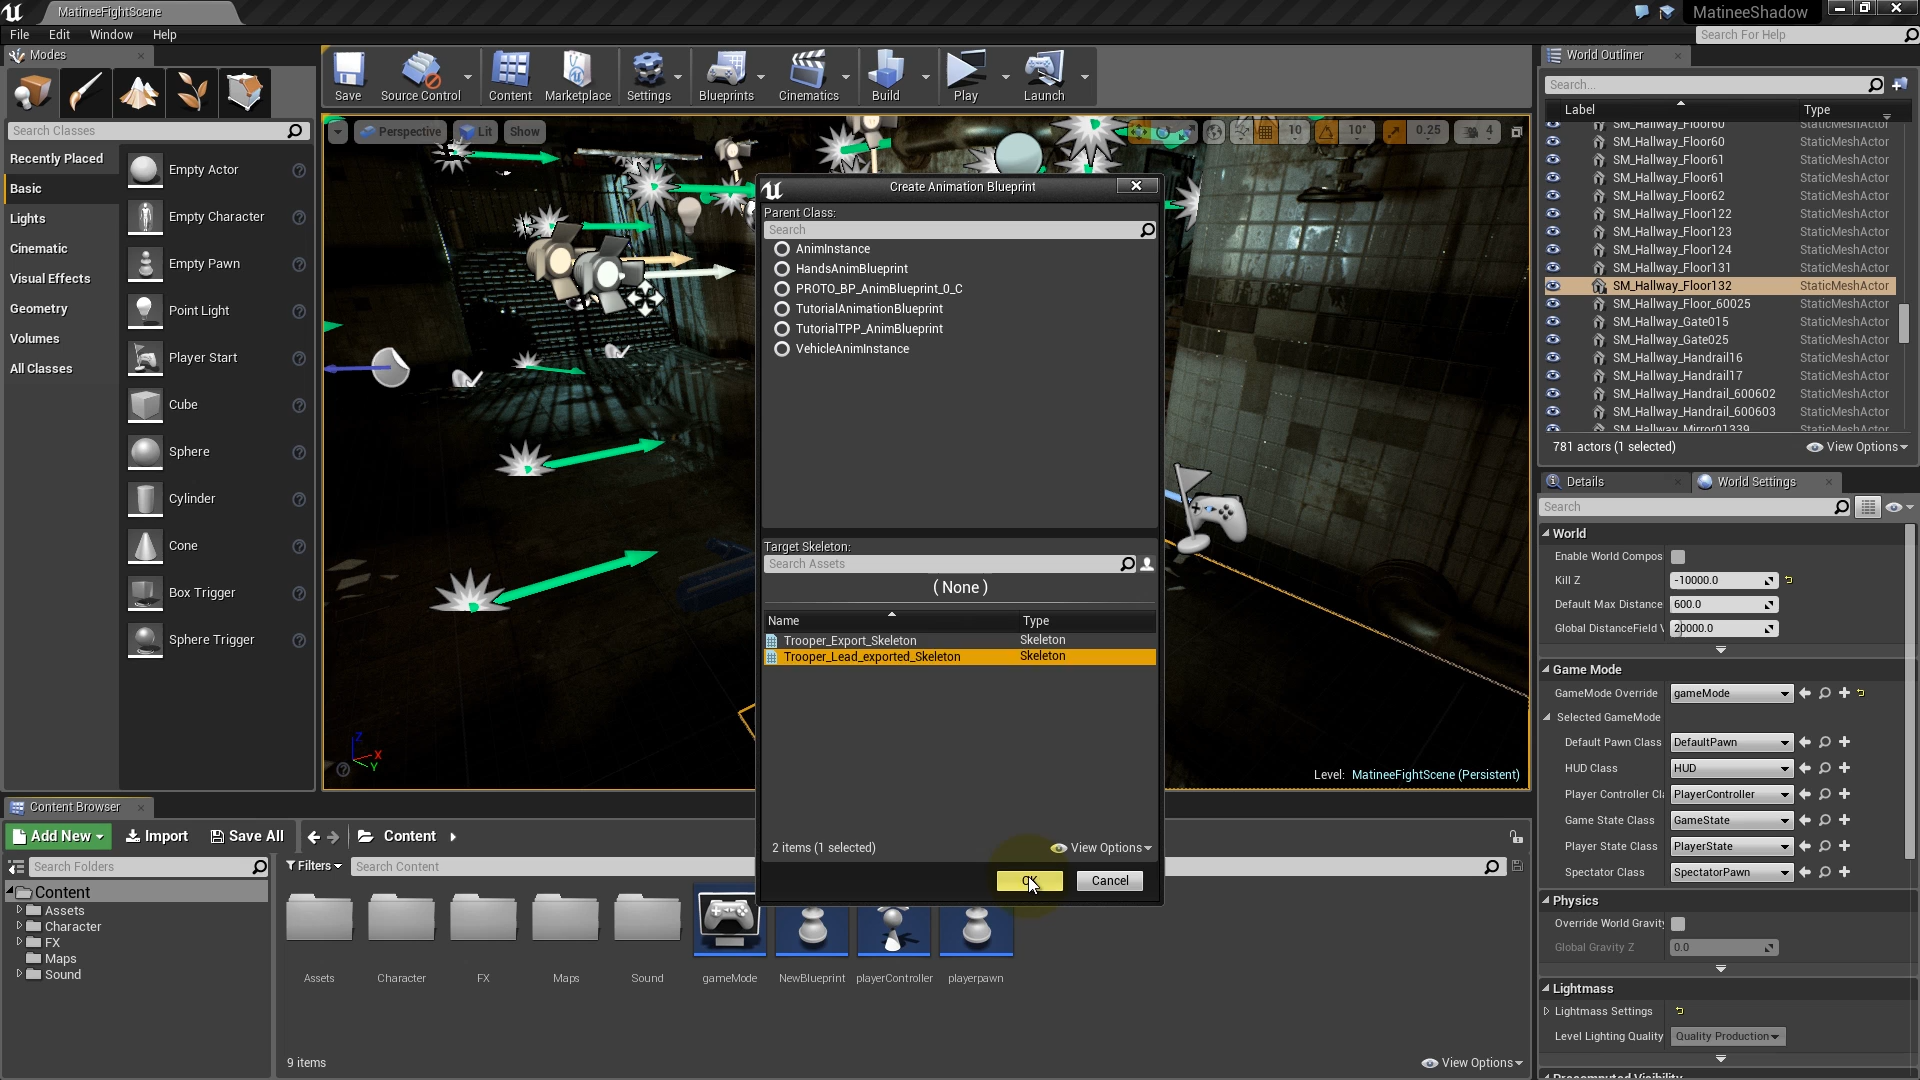 MatineeFightScene
MatineeShadow
File Edit Window Help
Search For Help
Modes
Search Classes
Recently Placed
Basic
Lights
Cinematic
Visual Effects
Geometry
Volumes
All Classes
Empty Actor
Empty Character
Empty Pawn
Point Light
Player Start
Cube
Sphere
Cylinder
Cone
Box Trigger
Sphere Trigger
Save Source Control Content Marketplace Settings Blueprints Cinematics Build Play Launch
Perspective Lit Show
10 10° 0.25 4
Create Animation Blueprint
Parent Class:
Search
AnimInstance
HandsAnimBlueprint
PROTO_BP_AnimBlueprint_0_C
TutorialAnimationBlueprint
TutorialTPP_AnimBlueprint
VehicleAnimInstance
Target Skeleton:
Search Assets
( None )
Name Type
Trooper_Export_Skeleton Skeleton
Trooper_Lead_exported_Skeleton Skeleton
2 items (1 selected) View Options
OK Cancel
X
Y
Z
Level: MatineeFightScene (Persistent)
World Outliner
Search...
Label Type
SM_Hallway_Floor60 StaticMeshActor
SM_Hallway_Floor60 StaticMeshActor
SM_Hallway_Floor61 StaticMeshActor
SM_Hallway_Floor61 StaticMeshActor
SM_Hallway_Floor62 StaticMeshActor
SM_Hallway_Floor122 StaticMeshActor
SM_Hallway_Floor123 StaticMeshActor
SM_Hallway_Floor124 StaticMeshActor
SM_Hallway_Floor131 StaticMeshActor
SM_Hallway_Floor132 StaticMeshActor
SM_Hallway_Floor_60025 StaticMeshActor
SM_Hallway_Gate015 StaticMeshActor
SM_Hallway_Gate025 StaticMeshActor
SM_Hallway_Handrail16 StaticMeshActor
SM_Hallway_Handrail17 StaticMeshActor
SM_Hallway_Handrail_600602 StaticMeshActor
SM_Hallway_Handrail_600603 StaticMeshActor
SM_Hallway_Mirror01339 StaticMeshActor
781 actors (1 selected) View Options
Details World Settings
Search
World
Enable World Compos
Kill Z -10000.0
Default Max Distance 600.0
Global DistanceField V 20000.0
Game Mode
GameMode Override gameMode
Selected GameMode
Default Pawn Class DefaultPawn
HUD Class HUD
Player Controller Cl PlayerController
Game State Class GameState
Player State Class PlayerState
Spectator Class SpectatorPawn
Physics
Override World Gravity
Global Gravity Z 0.0
Lightmass
Lightmass Settings
Level Lighting Quality Quality Production
Precomputed Visibility
Content Browser
Add New Import Save All Content
Search Folders
Filters Search Content
Content
Assets
Character
FX
Maps
Sound
Assets Character FX Maps Sound gameMode NewBlueprint playerController playerpawn
9 items View Options